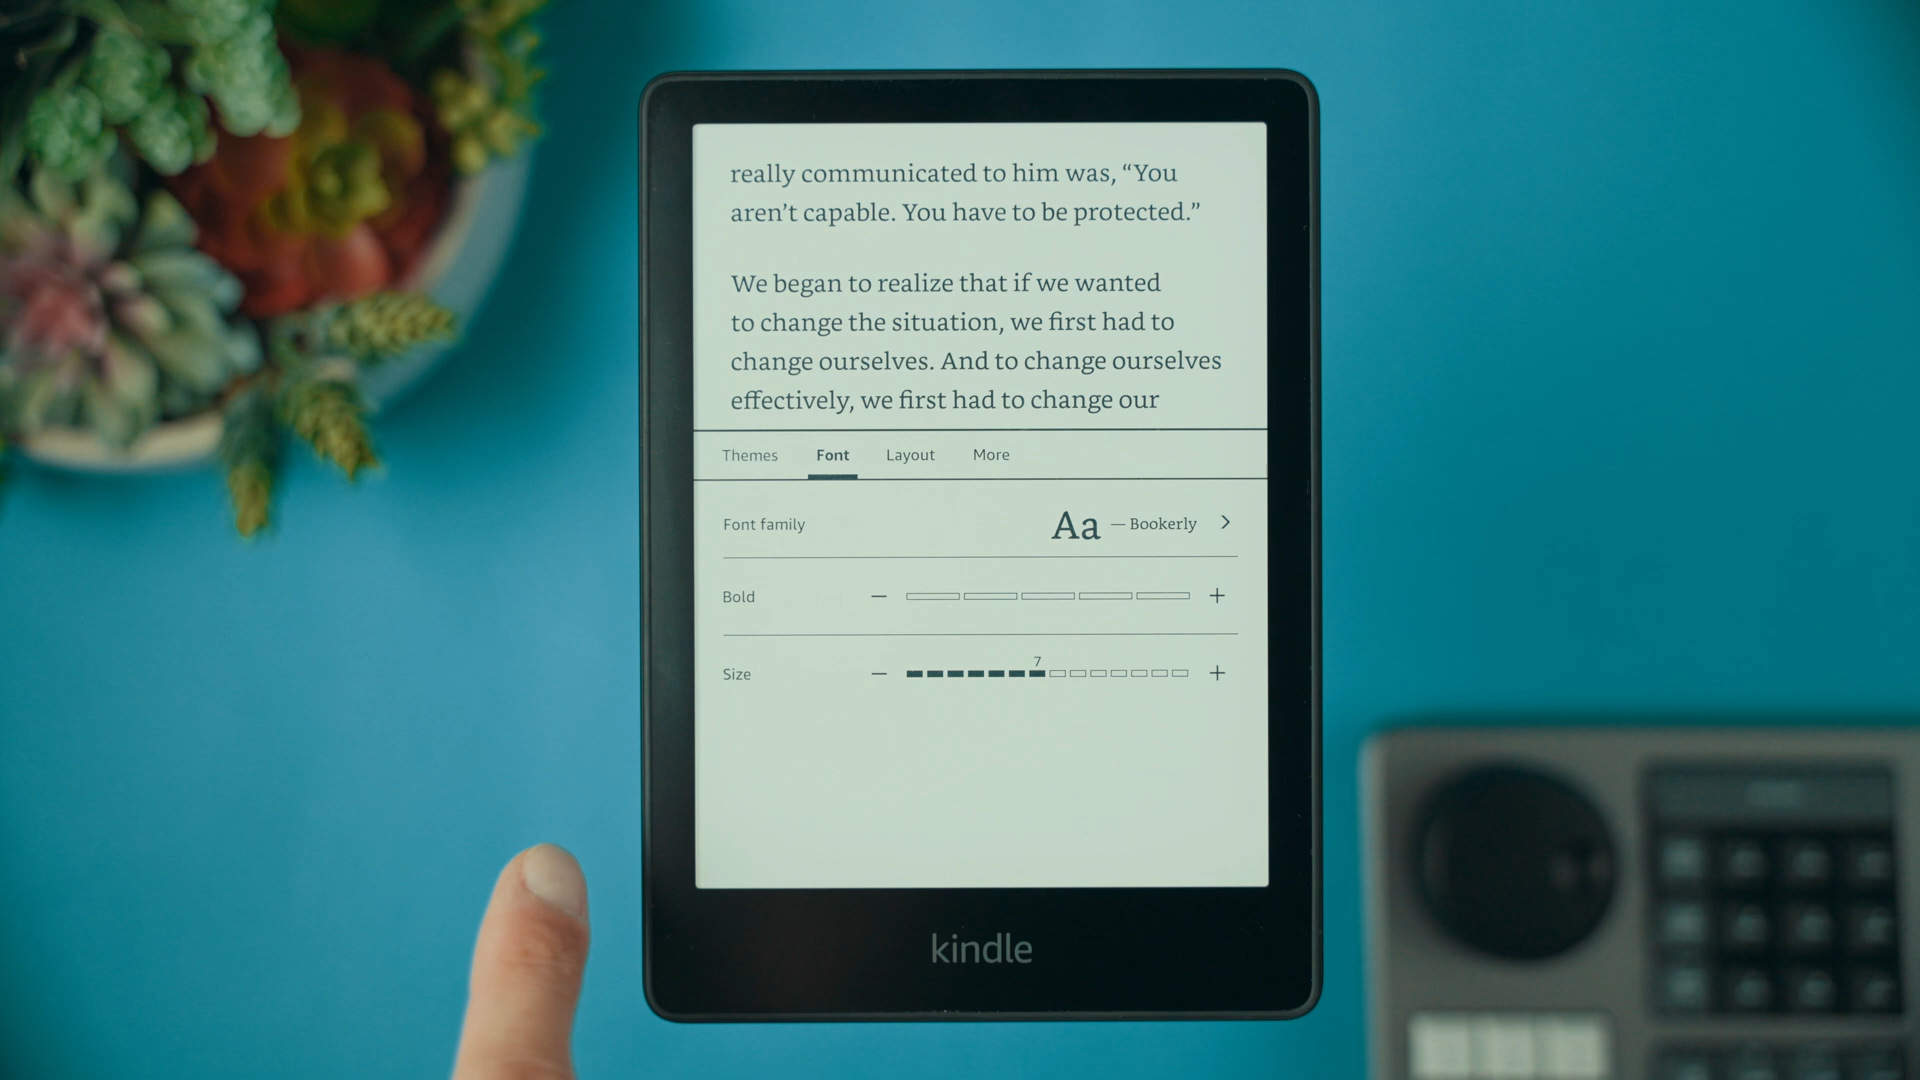 really communicated to him was, “You
aren’t capable. You have to be protected.”
We began to realize that if we wanted
to change the situation, we first had to
change ourselves. And to change ourselves
effectively, we first had to change our
Themes Font Layout More
Font family Aa — Bookerly
Bold
Size 7
kindle